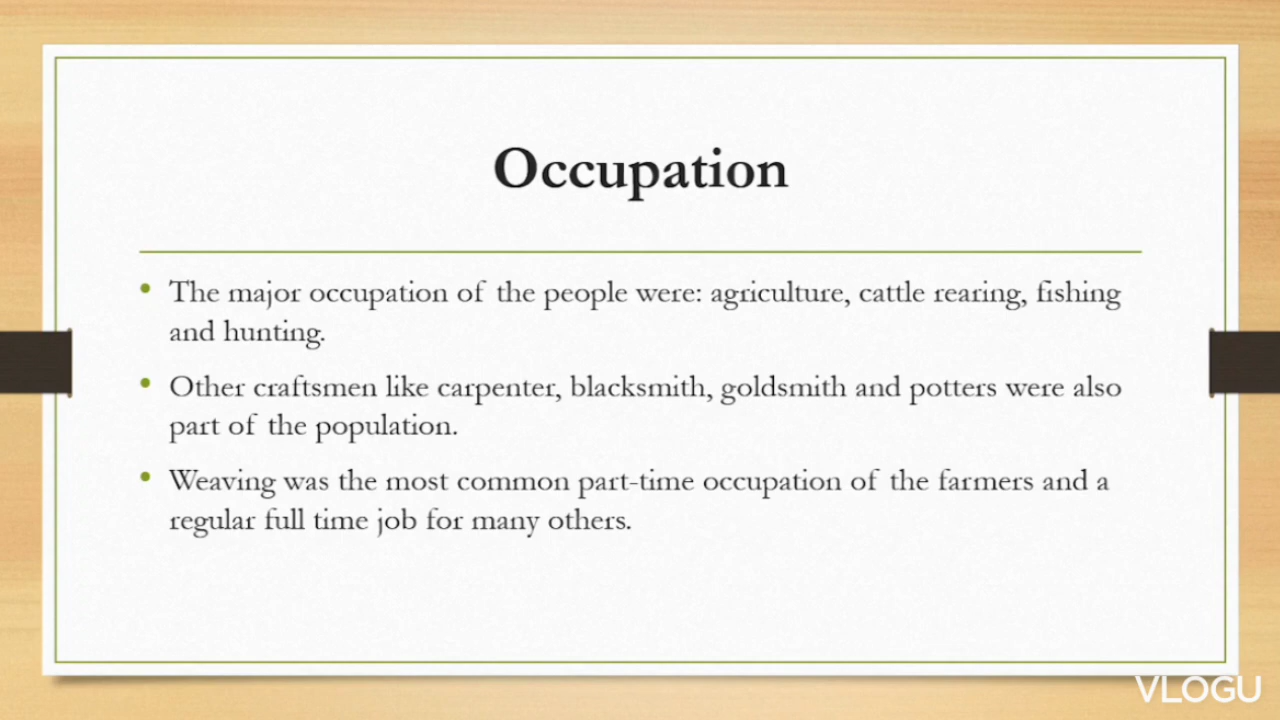 Occupation
• The major occupation of the people were: agriculture, cattle rearing, fishing
and hunting.
• Other craftsmen like carpenter, blacksmith, goldsmith and potters were also
part of the population.
• Weaving was the most common part-time occupation of the farmers and a
regular full time job for many others.
VLOGU